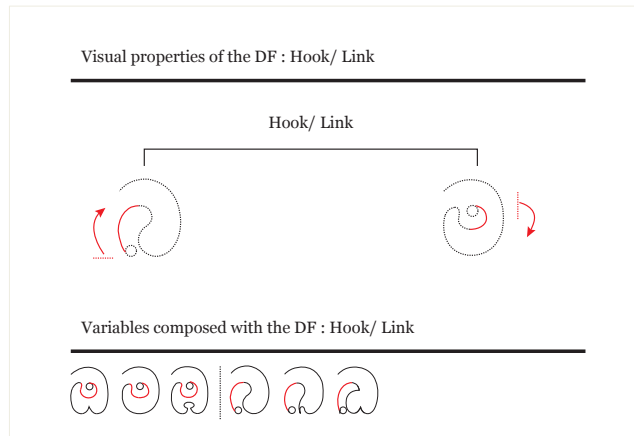 Visual properties of the DF : Hook/ Link
Hook/ Link
Variables composed with the DF : Hook/ Link